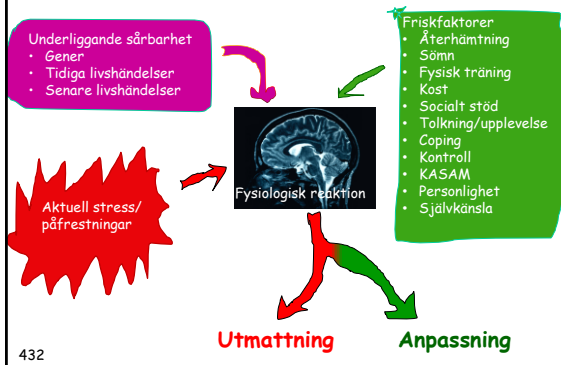 Underliggande sårbarhet
• Gener
• Tidiga livshändelser
• Senare livshändelser
Friskfaktorer
• Återhämtning
• Sömn
• Fysisk träning
• Kost
• Socialt stöd
• Tolkning/upplevelse
• Coping
• Kontroll
• KASAM
• Personlighet
• Självkänsla
Fysiologisk reaktion
Aktuell stress/
påfrestningar
Utmattning
Anpassning
432